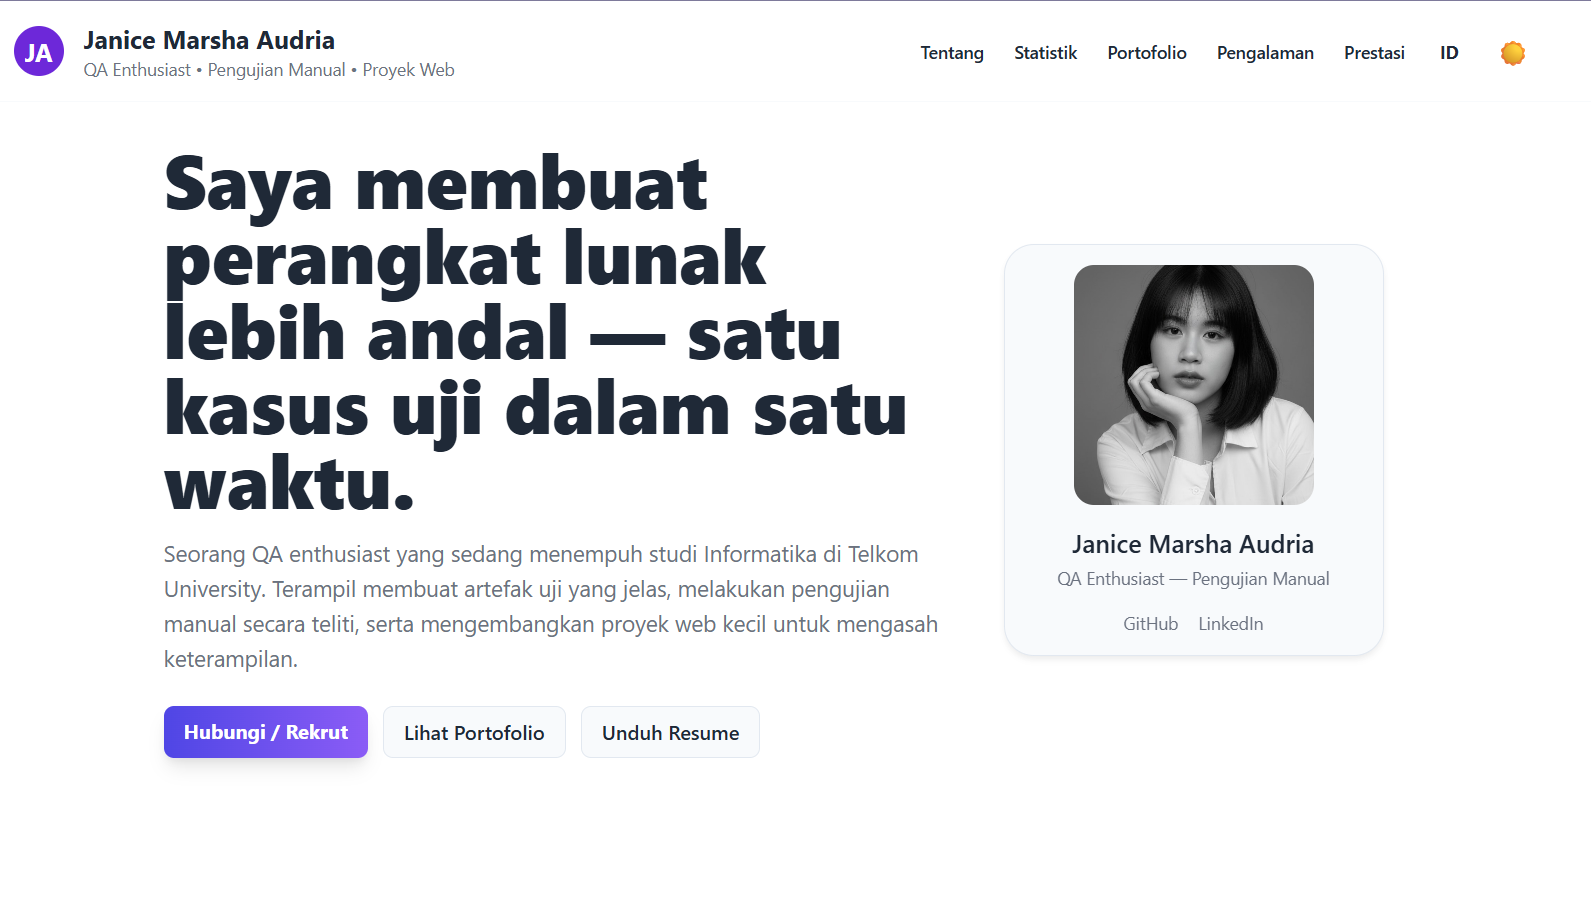 JA
Janice Marsha Audria
QA Enthusiast • Pengujian Manual • Proyek Web
Tentang
Statistik
Portofolio
Pengalaman
Prestasi
ID
Saya membuat
perangkat lunak
lebih andal — satu
kasus uji dalam satu
waktu.
Seorang QA enthusiast yang sedang menempuh studi Informatika di Telkom
University. Terampil membuat artefak uji yang jelas, melakukan pengujian
manual secara teliti, serta mengembangkan proyek web kecil untuk mengasah
keterampilan.
Hubungi / Rekrut
Lihat Portofolio
Unduh Resume
Janice Marsha Audria
QA Enthusiast — Pengujian Manual
GitHub
LinkedIn